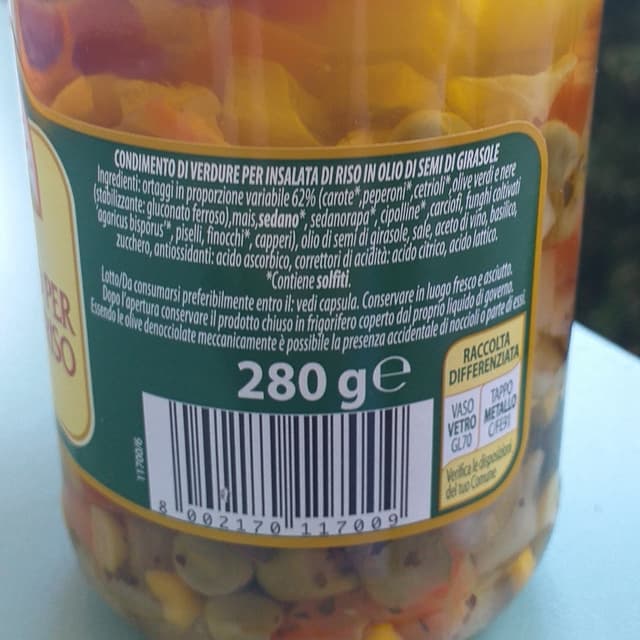 CONDIMENTO DI VERDURE PER INSALATA DI RISO IN OLIO DI SEMI DI GIRASOLE
Ingredienti: ortaggi in proporzione variabile 62% (carote*, peperoni*, cetrioli*, olive verdi e nere
(stabilizzante: gluconato ferroso), mais, sedano*, sedanorapa*, cipolline*, carciofi, funghi coltivati
(agaricus bisporus*, piselli, finocchi*, capperi), olio di semi di girasole, sale, aceto di vino, basilico,
zucchero, antiossidanti: acido ascorbico, correttori di acidità: acido citrico, acido lattico.
*Contiene solfiti.
Lotto/Da consumarsi preferibilmente entro il: vedi capsula. Conservare in luogo fresco e asciutto.
Dopo l'apertura conservare il prodotto chiuso in frigorifero coperto dal proprio liquido di governo.
Essendo le olive denocciolate meccanicamente è possibile la presenza accidentale di noccioli o parte di essi.
280 g e
PER
RISO
RACCOLTA
DIFFERENZIATA
VASO
VETRO
GL70
TAPPO
METALLO
C/FE91
Verifica le disposizioni
del tuo Comune
11700/6
8 002170 117009